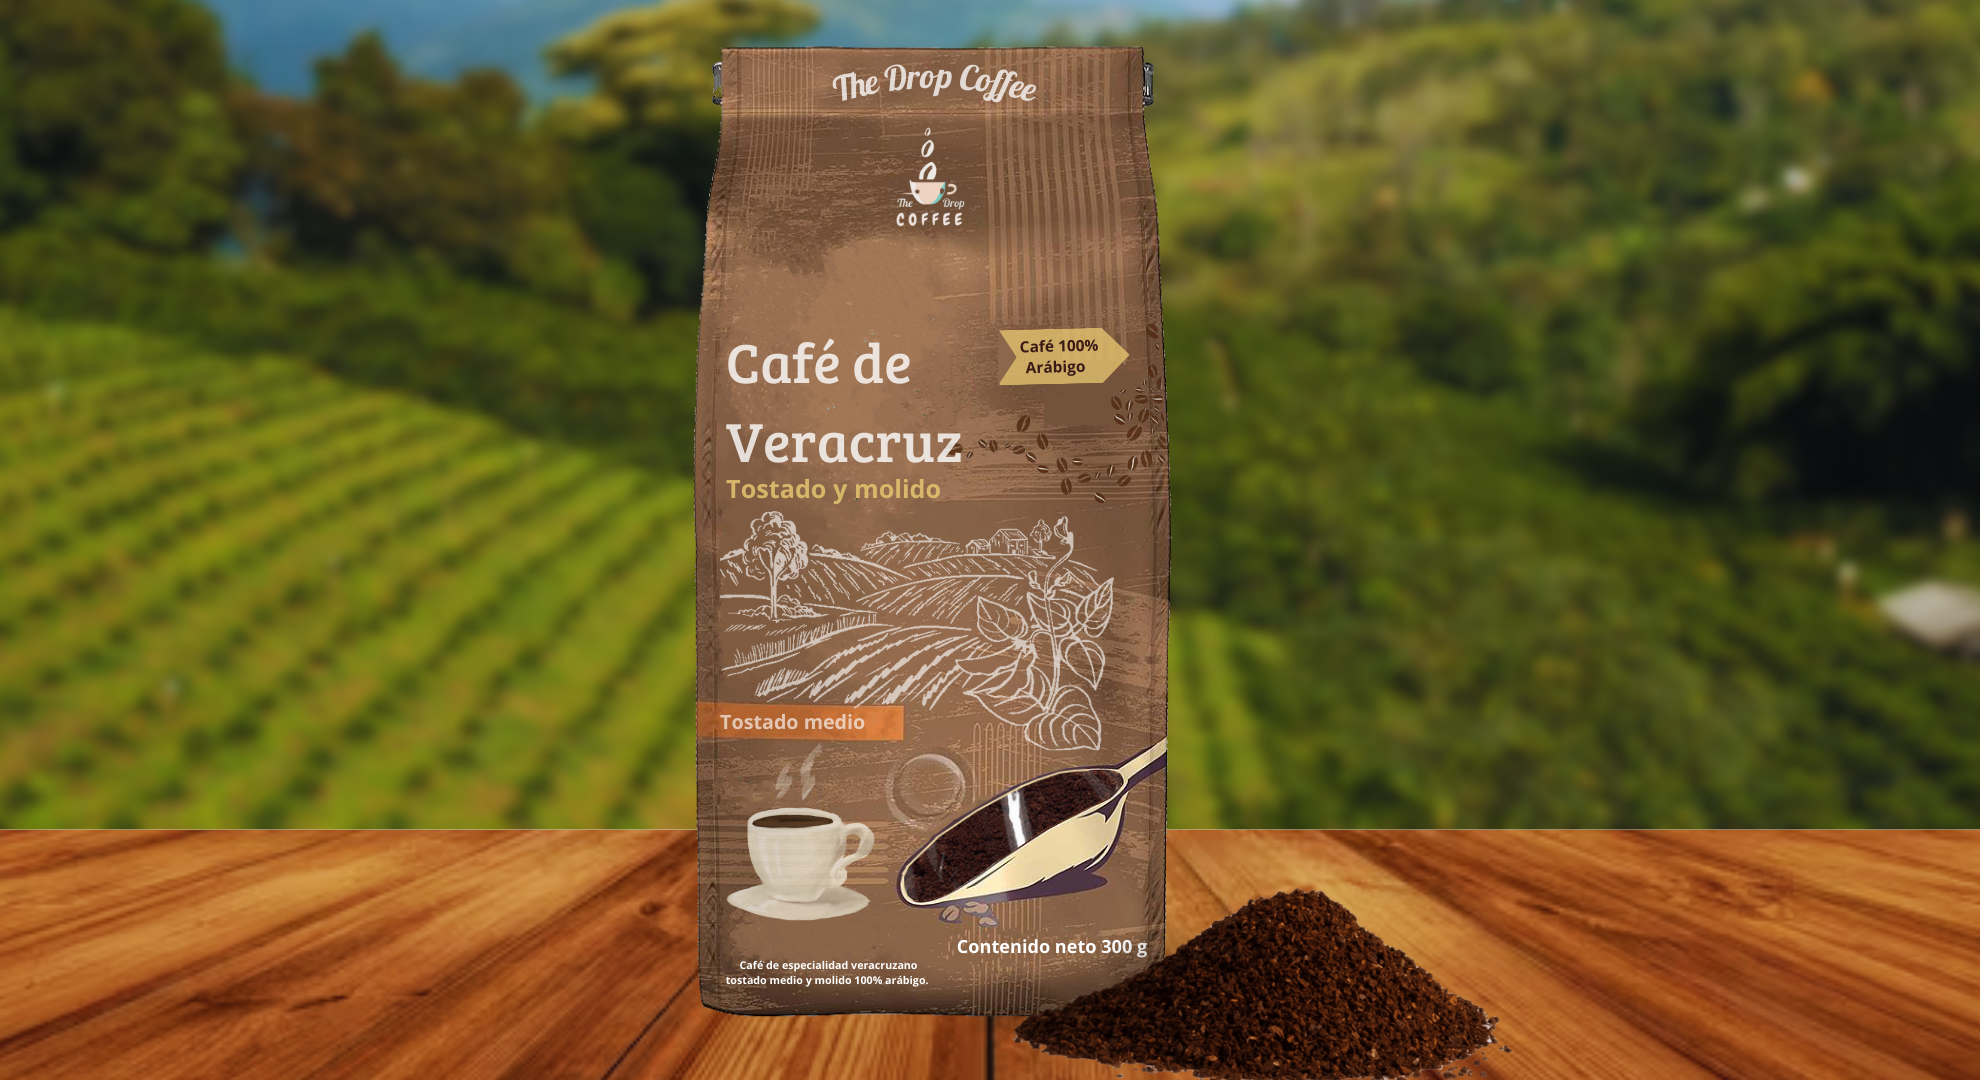 The Drop Coffee
The Drop
COFFEE
Café de
Veracruz
Tostado y molido
Café 100%
Arábigo
Tostado medio
Contenido neto 300 g
Café de especialidad veracruzano
tostado medio y molido 100% arábigo.